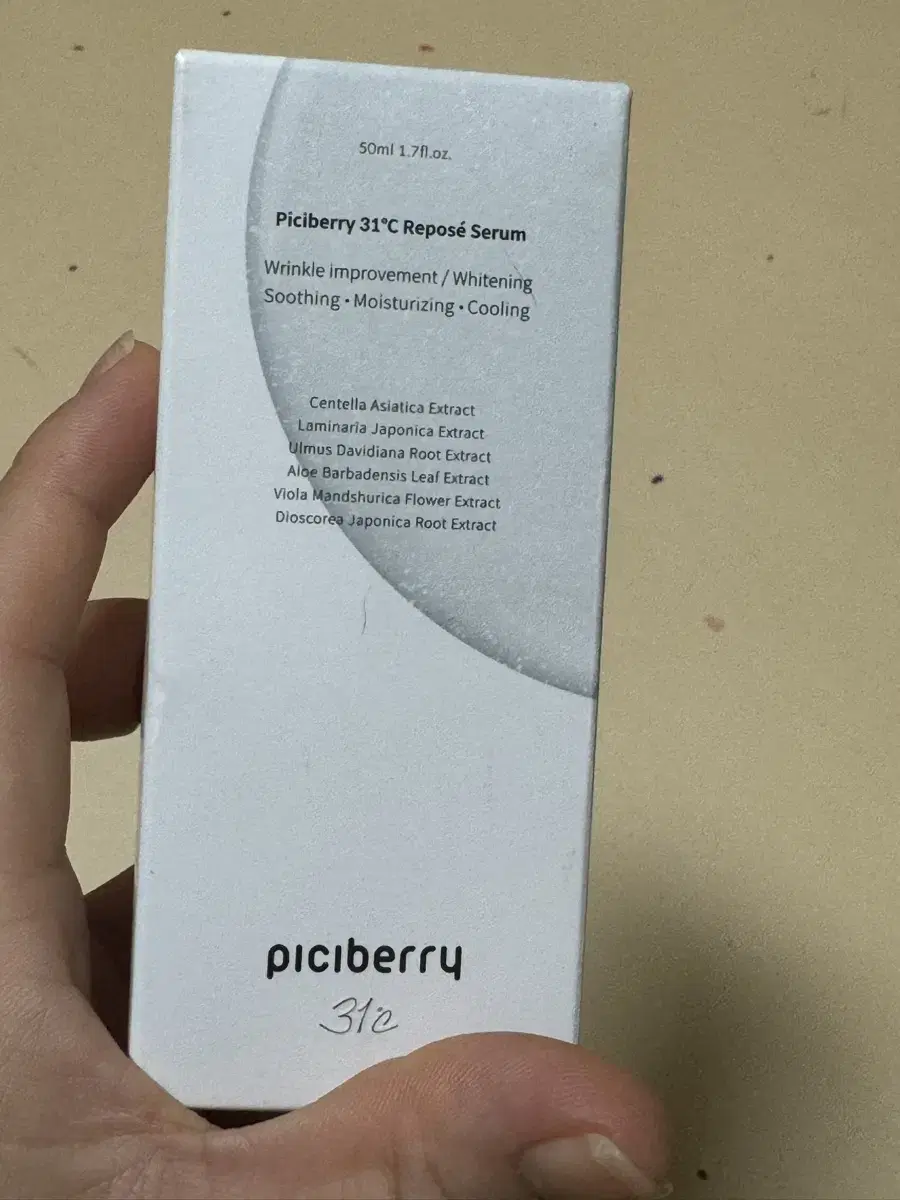 50ml 1.7fl.oz.
Piciberry 31°C Reposé Serum
Wrinkle improvement / Whitening
Soothing • Moisturizing • Cooling
Centella Asiatica Extract
Laminaria Japonica Extract
Ulmus Davidiana Root Extract
Aloe Barbadensis Leaf Extract
Viola Mandshurica Flower Extract
Dioscorea Japonica Root Extract
piciberry
31°c